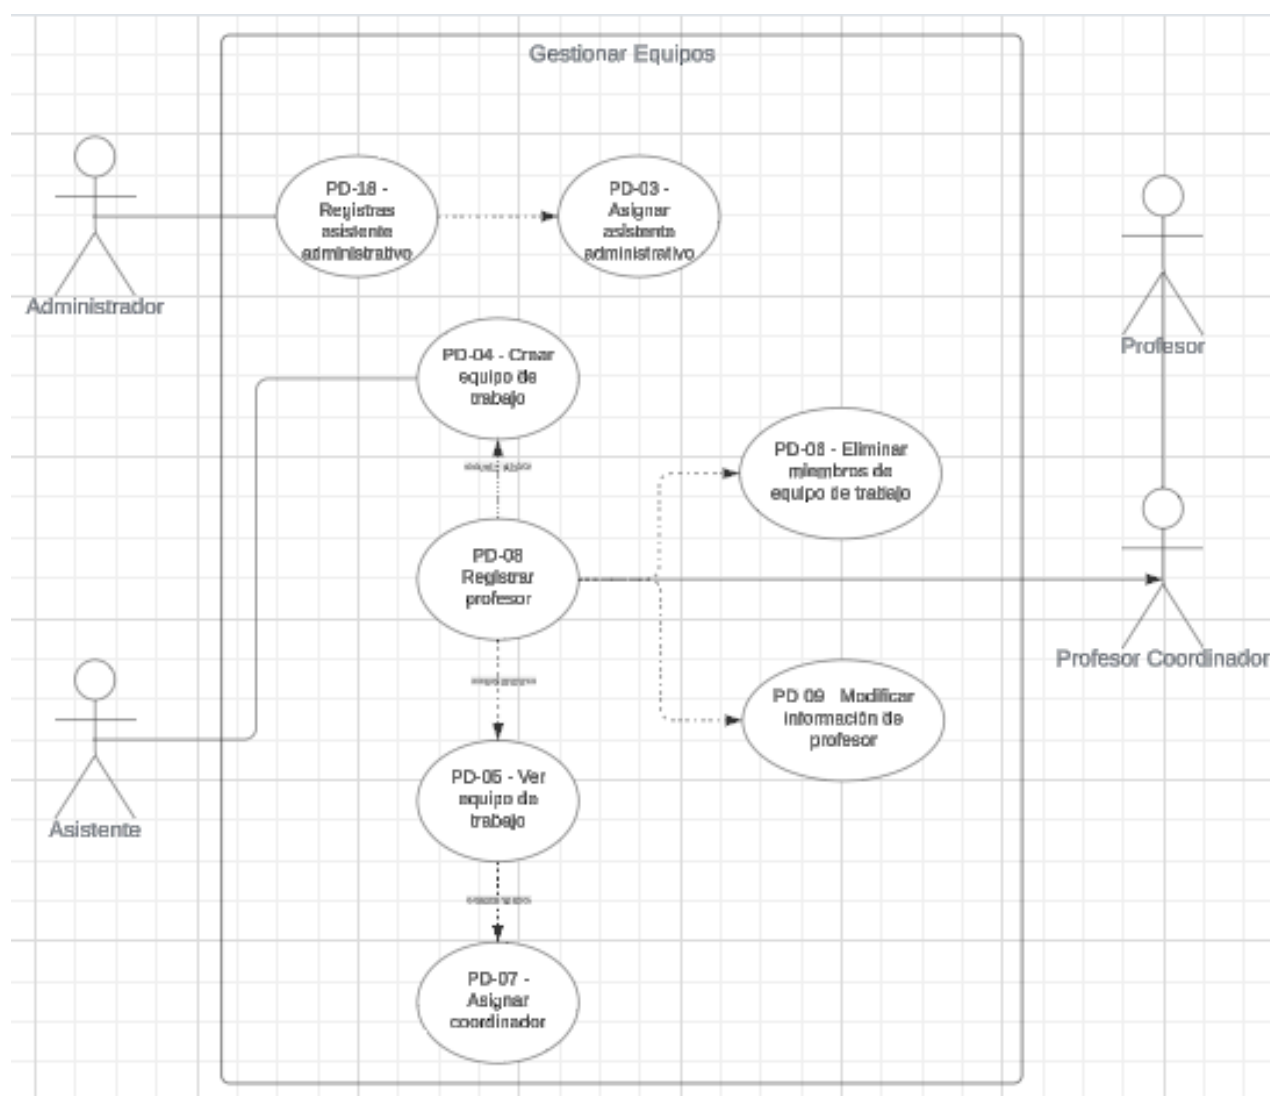 Gestionar Equipos
PD-18 -
Registras
asistente
administrativo
PD-03 -
Asignar
asistente
administrativo
Administrador
Profesor
PD-04 - Crear
equipo de
trabajo
PD-06 - Eliminar
miembros de
equipo de trabajo
PD-08
Registrar
profesor
Profesor Coordinador
PD 09 Modificar
información de
profesor
Asistente
PD-05 - Ver
equipo de
trabajo
PD-07 -
Asignar
coordinador